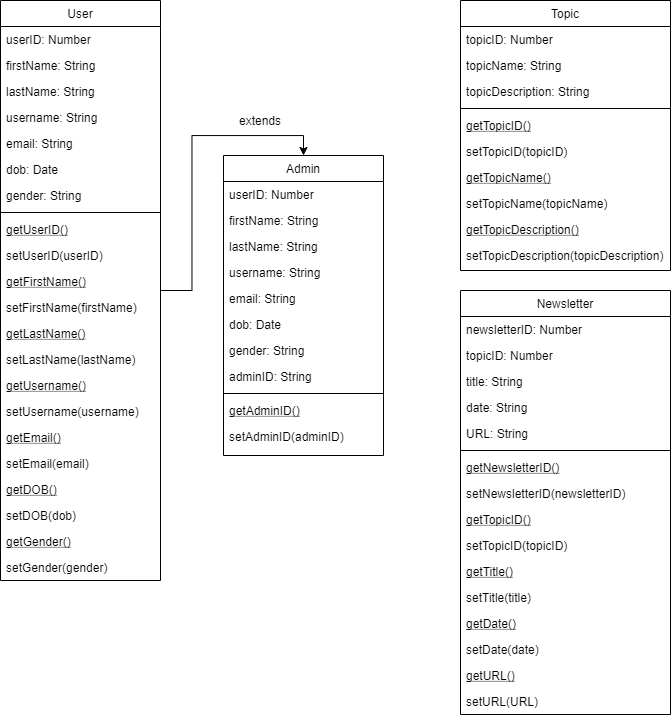 User
userID: Number
firstName: String
lastName: String
username: String
email: String
dob: Date
gender: String
getUserID()
setUserID(userID)
getFirstName()
setFirstName(firstName)
getLastName()
setLastName(lastName)
getUsername()
setUsername(username)
getEmail()
setEmail(email)
getDOB()
setDOB(dob)
getGender()
setGender(gender)
extends
Admin
userID: Number
firstName: String
lastName: String
username: String
email: String
dob: Date
gender: String
adminID: String
getAdminID()
setAdminID(adminID)
Topic
topicID: Number
topicName: String
topicDescription: String
getTopicID()
setTopicID(topicID)
getTopicName()
setTopicName(topicName)
getTopicDescription()
setTopicDescription(topicDescription)
Newsletter
newsletterID: Number
topicID: Number
title: String
date: String
URL: String
getNewsletterID()
setNewsletterID(newsletterID)
getTopicID()
setTopicID(topicID)
getTitle()
setTitle(title)
getDate()
setDate(date)
getURL()
setURL(URL)